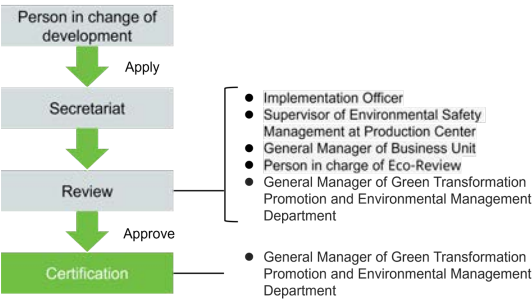 Person in change of
development
Apply
Secretariat
● Implementation Officer
● Supervisor of Environmental Safety
Management at Production Center
● General Manager of Business Unit
● Person in charge of Eco-Review
● General Manager of Green Transformation
Promotion and Environmental Management
Department
Review
Approve
Certification
● General Manager of Green Transformation
Promotion and Environmental Management
Department